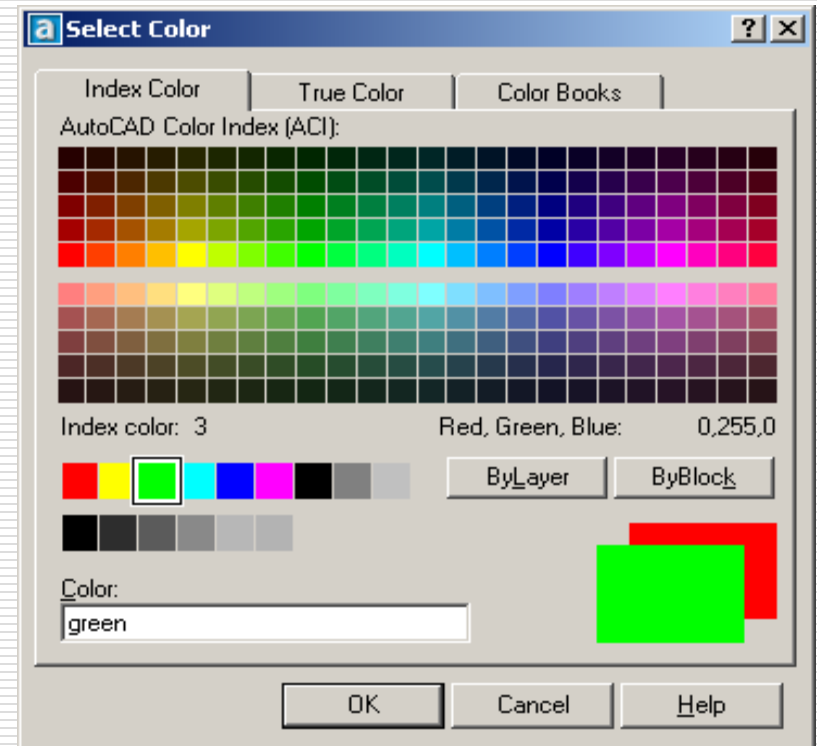 a Select Color ? X
Index Color True Color Color Books
AutoCAD Color Index (ACI):
Index color: 3 Red, Green, Blue: 0,255,0
ByLayer ByBlock
Color:
green
OK Cancel Help